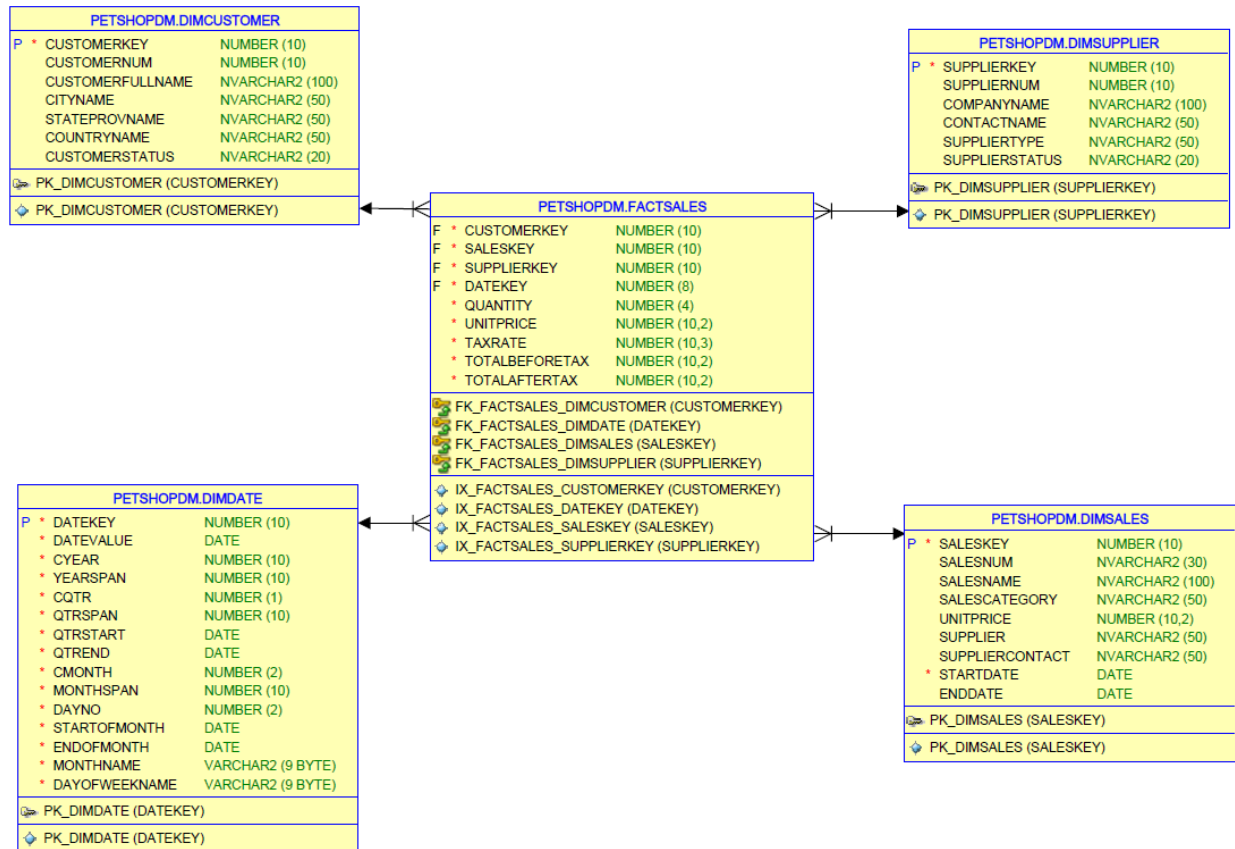 PETSHOPDM.DIMCUSTOMER
P * CUSTOMERKEY NUMBER (10)
CUSTOMERNUM NUMBER (10)
CUSTOMERFULLNAME NVARCHAR2 (100)
CITYNAME NVARCHAR2 (50)
STATEPROVNAME NVARCHAR2 (50)
COUNTRYNAME NVARCHAR2 (50)
CUSTOMERSTATUS NVARCHAR2 (20)
PK_DIMCUSTOMER (CUSTOMERKEY)
PK_DIMCUSTOMER (CUSTOMERKEY)
PETSHOPDM.DIMSUPPLIER
P * SUPPLIERKEY NUMBER (10)
SUPPLIERNUM NUMBER (10)
COMPANYNAME NVARCHAR2 (100)
CONTACTNAME NVARCHAR2 (50)
SUPPLIERTYPE NVARCHAR2 (50)
SUPPLIERSTATUS NVARCHAR2 (20)
PK_DIMSUPPLIER (SUPPLIERKEY)
PK_DIMSUPPLIER (SUPPLIERKEY)
PETSHOPDM.FACTSALES
F * CUSTOMERKEY NUMBER (10)
F * SALESKEY NUMBER (10)
F * SUPPLIERKEY NUMBER (10)
F * DATEKEY NUMBER (8)
* QUANTITY NUMBER (4)
* UNITPRICE NUMBER (10,2)
* TAXRATE NUMBER (10,3)
* TOTALBEFORETAX NUMBER (10,2)
* TOTALAFTERTAX NUMBER (10,2)
FK_FACTSALES_DIMCUSTOMER (CUSTOMERKEY)
FK_FACTSALES_DIMDATE (DATEKEY)
FK_FACTSALES_DIMSALES (SALESKEY)
FK_FACTSALES_DIMSUPPLIER (SUPPLIERKEY)
IX_FACTSALES_CUSTOMERKEY (CUSTOMERKEY)
IX_FACTSALES_DATEKEY (DATEKEY)
IX_FACTSALES_SALESKEY (SALESKEY)
IX_FACTSALES_SUPPLIERKEY (SUPPLIERKEY)
PETSHOPDM.DIMDATE
P * DATEKEY NUMBER (10)
* DATEVALUE DATE
* CYEAR NUMBER (10)
* YEARSPAN NUMBER (10)
* CQTR NUMBER (1)
* QTRSPAN NUMBER (10)
* QTRSTART DATE
* QTREND DATE
* CMONTH NUMBER (2)
* MONTHSPAN NUMBER (10)
* DAYNO NUMBER (2)
* STARTOFMONTH DATE
* ENDOFMONTH DATE
* MONTHNAME VARCHAR2 (9 BYTE)
* DAYOFWEEKNAME VARCHAR2 (9 BYTE)
PK_DIMDATE (DATEKEY)
PK_DIMDATE (DATEKEY)
PETSHOPDM.DIMSALES
P * SALESKEY NUMBER (10)
SALESNUM NVARCHAR2 (30)
SALESNAME NVARCHAR2 (100)
SALESCATEGORY NVARCHAR2 (50)
UNITPRICE NUMBER (10,2)
SUPPLIER NVARCHAR2 (50)
SUPPLIERCONTACT NVARCHAR2 (50)
* STARTDATE DATE
ENDDATE DATE
PK_DIMSALES (SALESKEY)
PK_DIMSALES (SALESKEY)